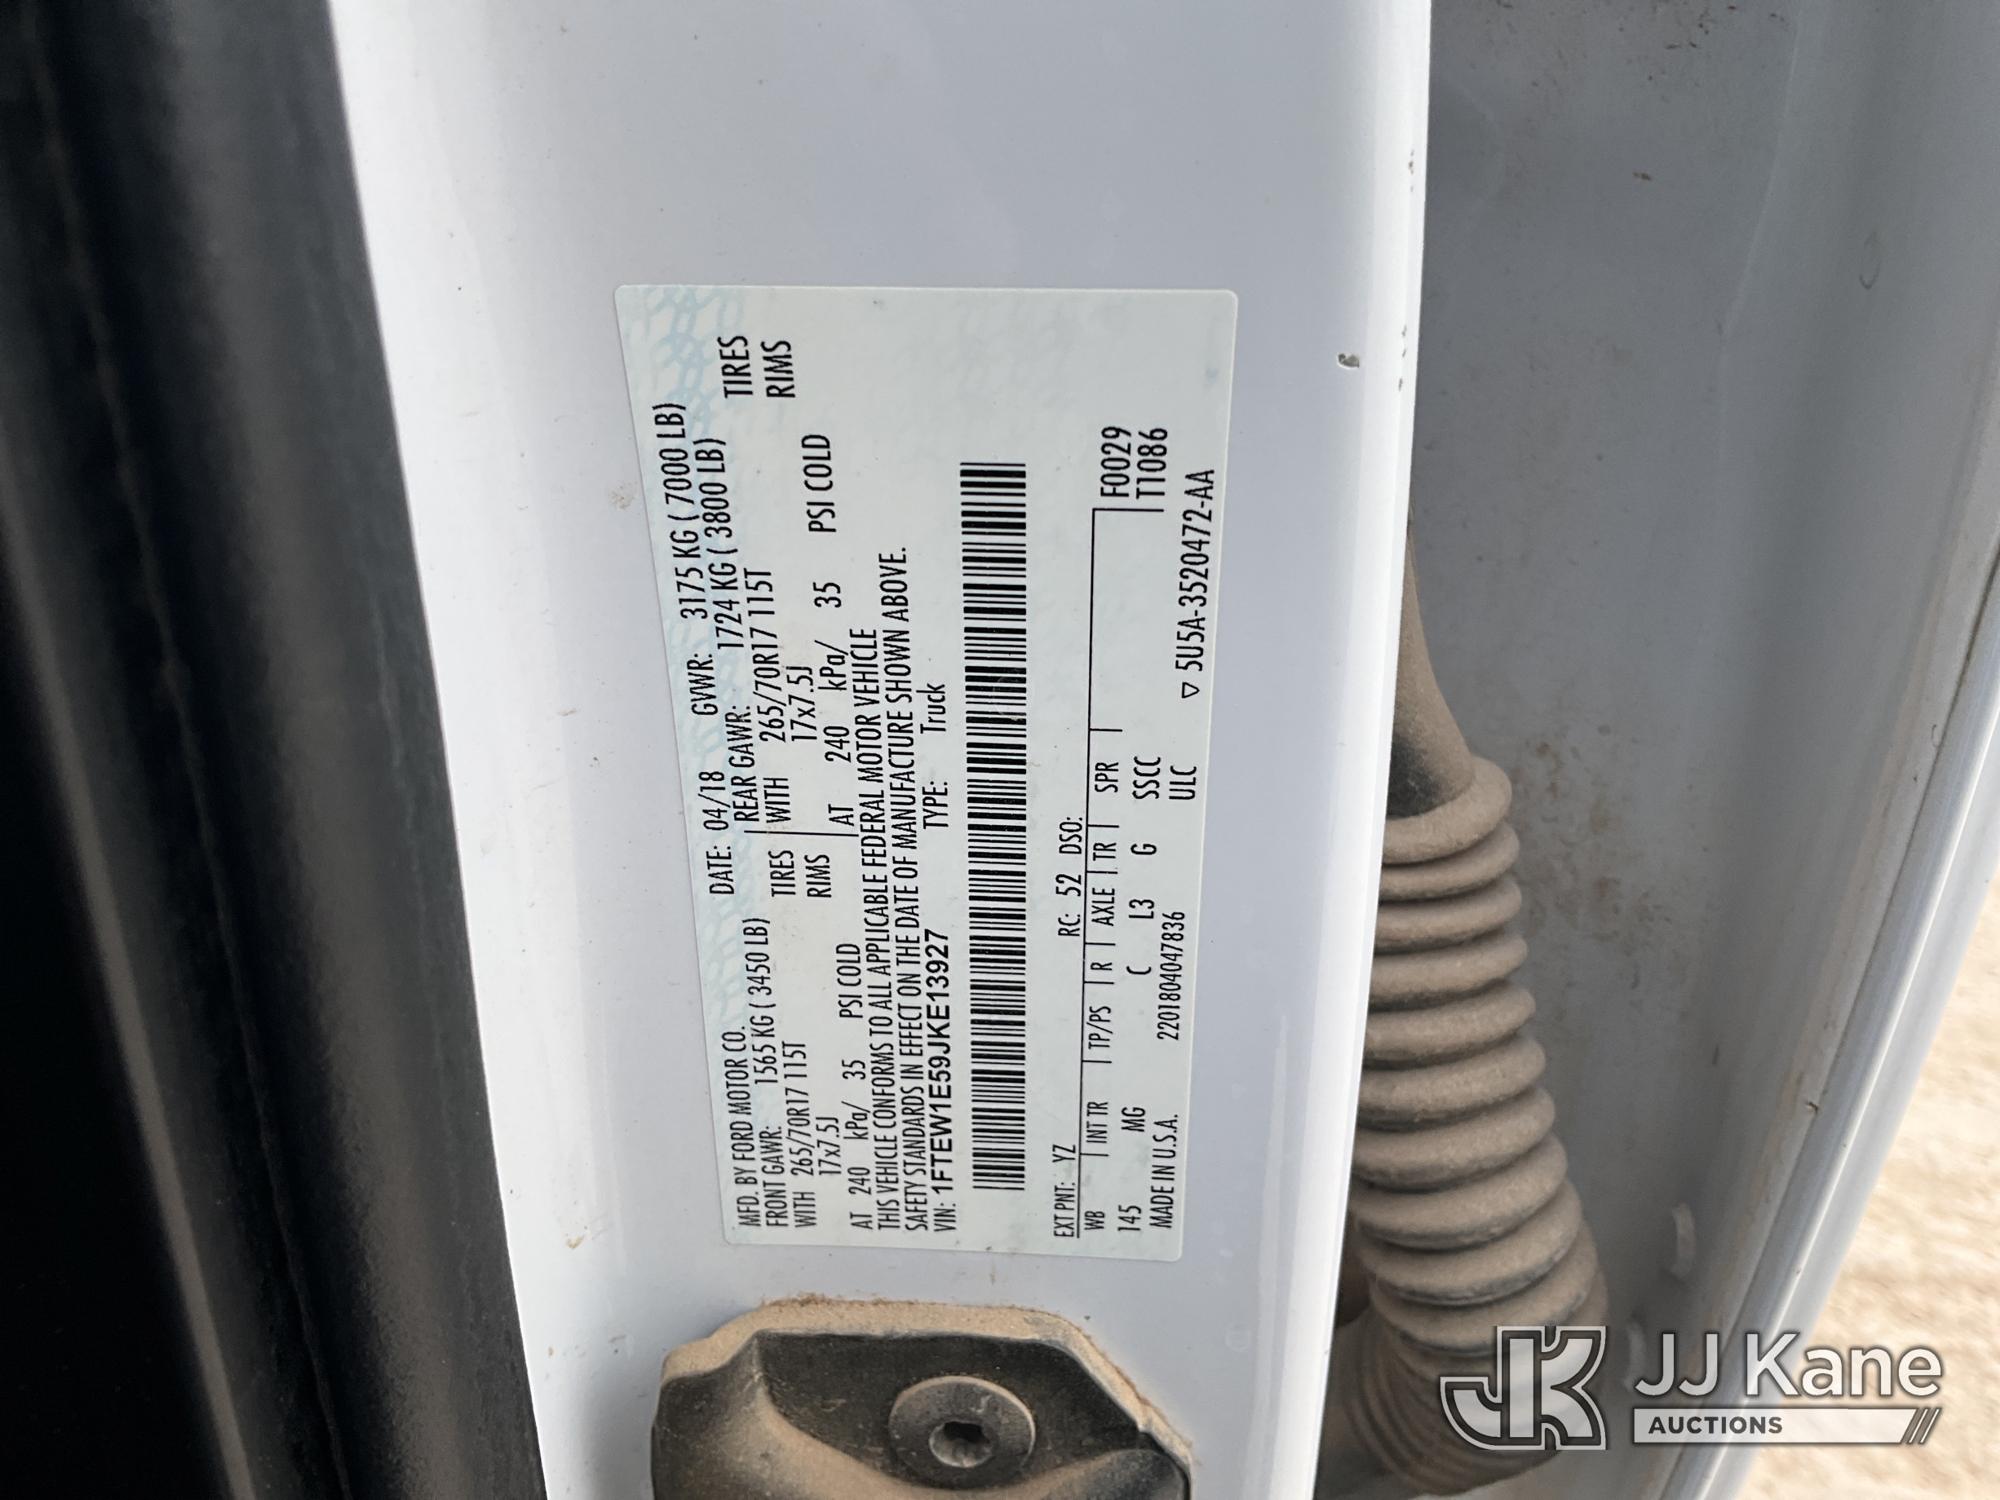 MFD. BY FORD MOTOR CO.
DATE: 04/18 GVWR: 3175 KG ( 7000 LB)
FRONT GAWR: 1565 KG ( 3450 LB) REAR GAWR: 1724 KG ( 3800 LB)
WITH 265/70R17 115T TIRES WITH 265/70R17 115T TIRES
17x7.5J RIMS 17x7.5J RIMS
AT 240 kPa/ 35 PSI COLD AT 240 kPa/ 35 PSI COLD
THIS VEHICLE CONFORMS TO ALL APPLICABLE FEDERAL MOTOR VEHICLE
SAFETY STANDARDS IN EFFECT ON THE DATE OF MANUFACTURE SHOWN ABOVE.
VIN: 1FTEW1E59JKE13927 TYPE: Truck
EXT PNT: YZ RC: 52 DSO:
WB INT TR TP/PS R AXLE TR SPR F0029
145 MG C L3 G SSCC T1086
MADE IN U.S.A. 220180404​7836 ULC
▽ 5U5A-3520472-AA
JK JJ Kane
AUCTIONS